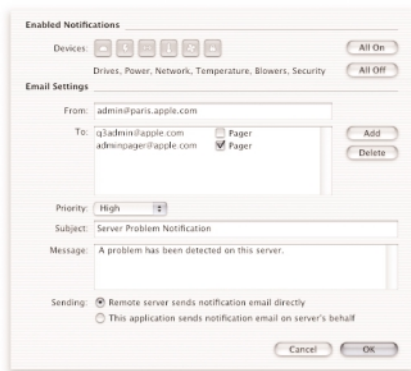 Enabled Notifications
Devices: All On
Drives, Power, Network, Temperature, Blowers, Security All Off
Email Settings
From: admin@paris.apple.com
To: q3admin@apple.com Pager Add
adminpager@apple.com Pager Delete
Priority: High
Subject: Server Problem Notification
Message: A problem has been detected on this server.
Sending: Remote server sends notification email directly
This application sends notification email on server's behalf
Cancel OK